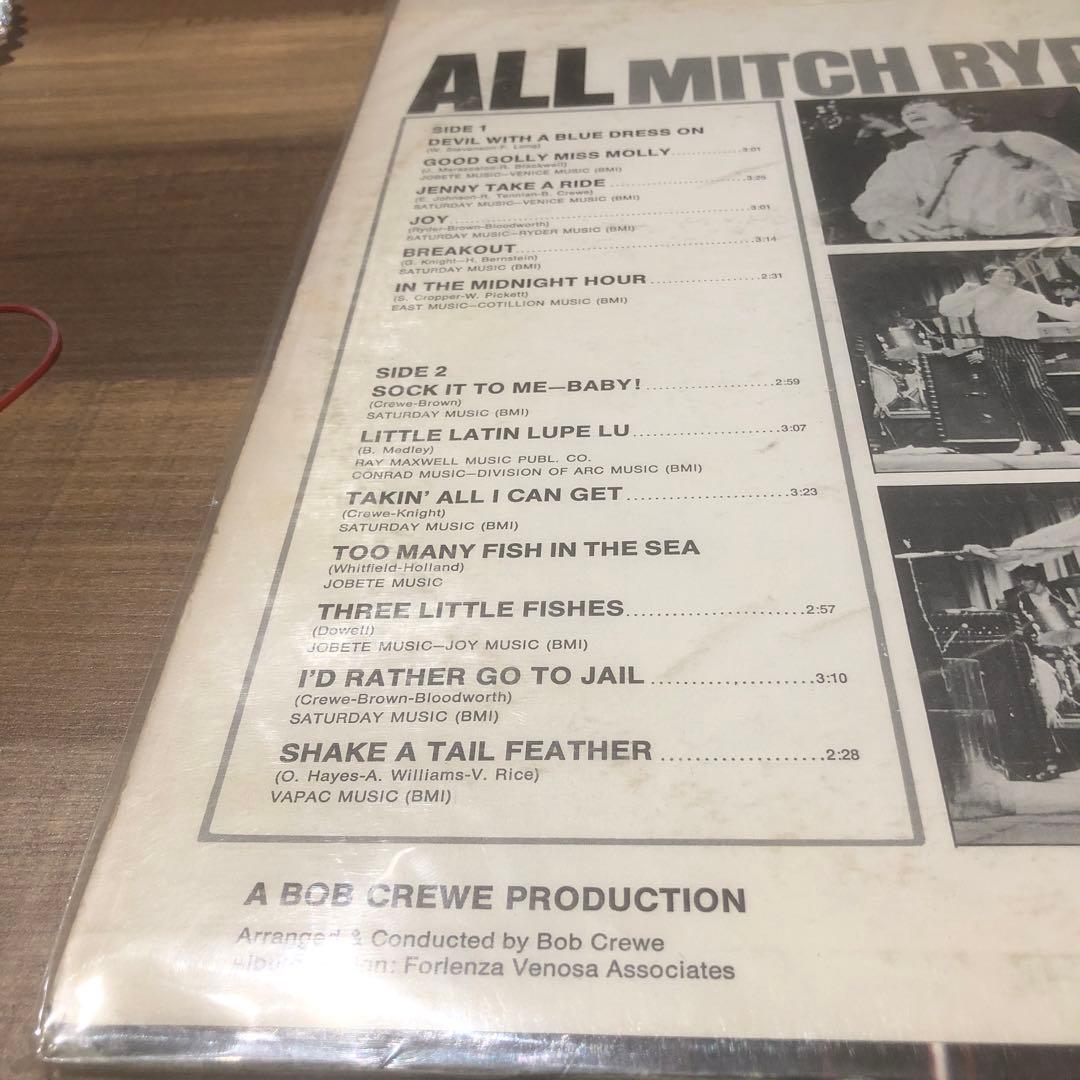 ALL MITCH RYD
SIDE 1
DEVIL WITH A BLUE DRESS ON
(W. Stevenson-F. Long)
GOOD GOLLY MISS MOLLY..........3:01
(J. Marascalco-R. Blackwell)
JOBETE MUSIC—VENICE MUSIC (BMI)
JENNY TAKE A RIDE..........3:25
(E. Johnson-R. Penniman-B. Crewe)
SATURDAY MUSIC—VENICE MUSIC (BMI)
JOY..........3:01
(Ryder-Brown-Bloodworth)
SATURDAY MUSIC—RYDER MUSIC (BMI)
BREAKOUT..........3:14
(G. Knight—H. Bernstein)
SATURDAY MUSIC (BMI)
IN THE MIDNIGHT HOUR..........2:31
(S. Cropper-W. Pickett)
EAST MUSIC—COTILLION MUSIC (BMI)
SIDE 2
SOCK IT TO ME—BABY!..........2:59
(Crewe-Brown)
SATURDAY MUSIC (BMI)
LITTLE LATIN LUPE LU..........3:07
(B. Medley)
RAY MAXWELL MUSIC PUBL. CO.
CONRAD MUSIC—DIVISION OF ARC MUSIC (BMI)
TAKIN' ALL I CAN GET..........3:23
(Crewe-Knight)
SATURDAY MUSIC (BMI)
TOO MANY FISH IN THE SEA
(Whitfield-Holland)
JOBETE MUSIC
THREE LITTLE FISHES..........2:57
(Dowell)
JOBETE MUSIC—JOY MUSIC (BMI)
I'D RATHER GO TO JAIL..........3:10
(Crewe-Brown-Bloodworth)
SATURDAY MUSIC (BMI)
SHAKE A TAIL FEATHER..........2:28
(O. Hayes-A. Williams-V. Rice)
VAPAC MUSIC (BMI)
A BOB CREWE PRODUCTION
Arranged & Conducted by Bob Crewe
Forlenza Venosa Associates